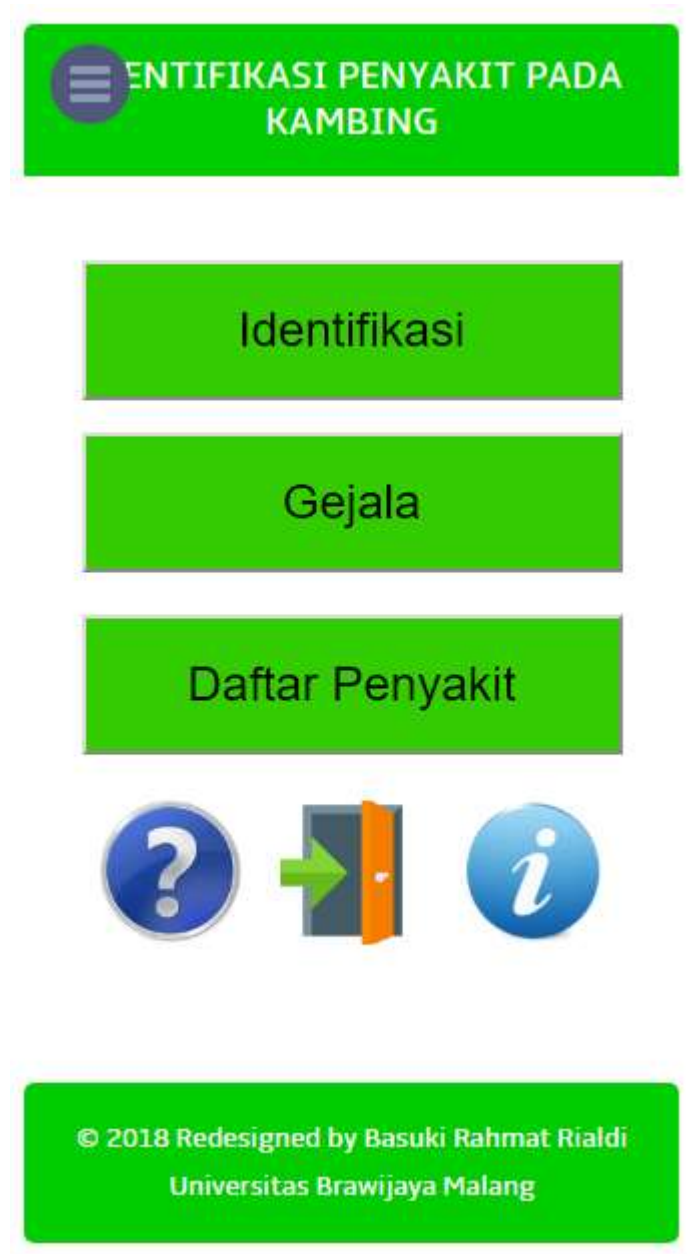 ENTIFIKASI PENYAKIT PADA
KAMBING
Identifikasi
Gejala
Daftar Penyakit
?
i
© 2018 Redesigned by Basuki Rahmat Rialdi
Universitas Brawijaya Malang